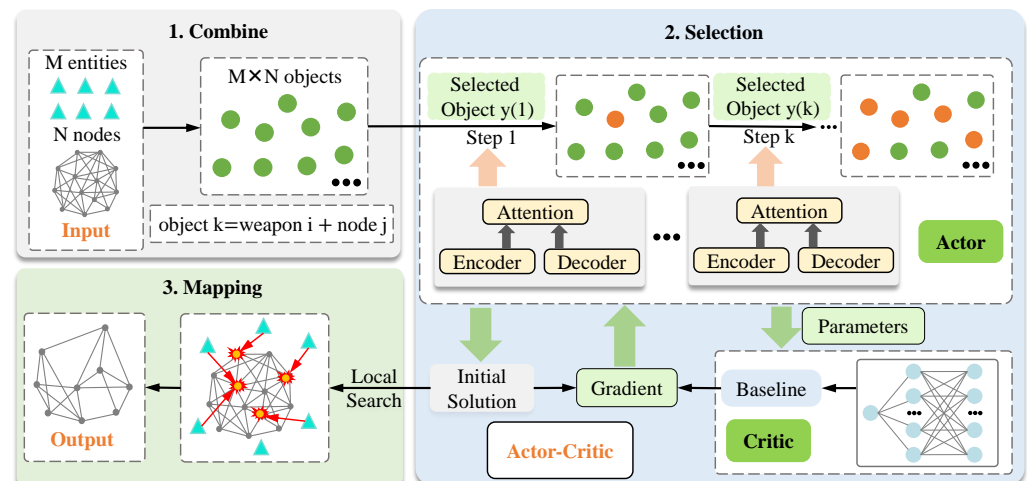 1. Combine
M entities
N nodes
Input
M×N objects
•••
object k=weapon i + node j
2. Selection
Selected
Object y(1)
Step 1
•••
Selected
Object y(k)
Step k
•••
•••
Attention
Encoder
Decoder
•••
Attention
Encoder
Decoder
Actor
Parameters
3. Mapping
Output
Local
Search
Initial
Solution
Gradient
Baseline
•••
•••
Critic
Actor-Critic